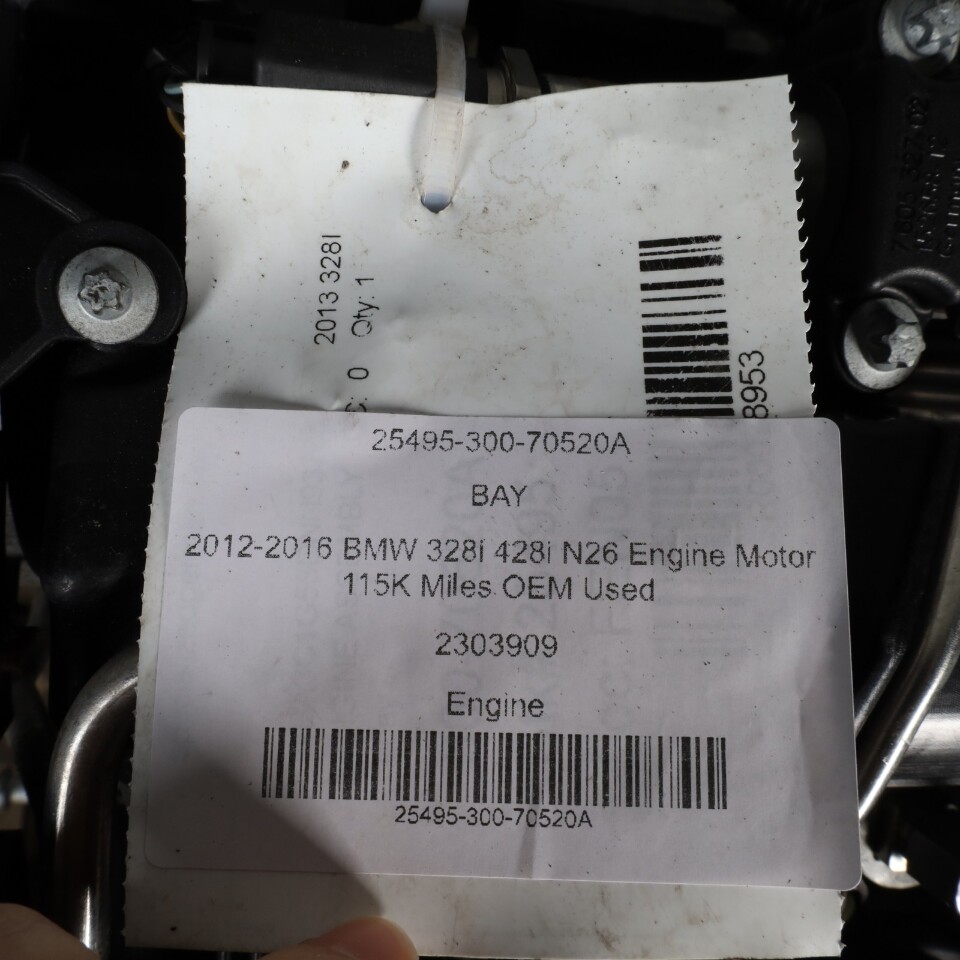 2013 328I
C: 0 Qty: 1
8953
25495-300-70520A
BAY
2012-2016 BMW 328i 428i N26 Engine Motor
115K Miles OEM Used
2303909
Engine
25495-300-70520A